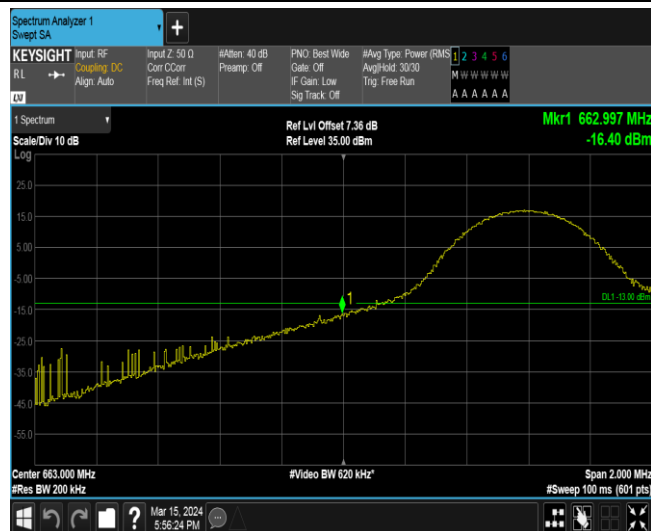 Spectrum Analyzer 1
Swept SA
+
KEYSIGHT
RL
Input: RF
Coupling: DC
Align: Auto
Input Z: 50 Ω
Corr CCorr
Freq Ref: Int (S)
#Atten: 40 dB
Preamp: Off
PNO: Best Wide
Gate: Off
IF Gain: Low
Sig Track: Off
#Avg Type: Power (RMS
Avg|Hold: 30/30
Trig: Free Run
1 2 3 4 5 6
M W W W W W
A A A A A A
LXI
1 Spectrum
Scale/Div 10 dB
Ref Lvl Offset 7.36 dB
Ref Level 35.00 dBm
Mkr1 662.997 MHz
-16.40 dBm
Log
25.0
15.0
5.00
-5.00
-15.0
-25.0
-35.0
-45.0
-55.0
1
DL1 -13.00 dBm
Center 663.000 MHz
#Res BW 200 kHz
#Video BW 620 kHz*
Span 2.000 MHz
#Sweep 100 ms (601 pts)
?
Mar 15, 2024
5:56:24 PM